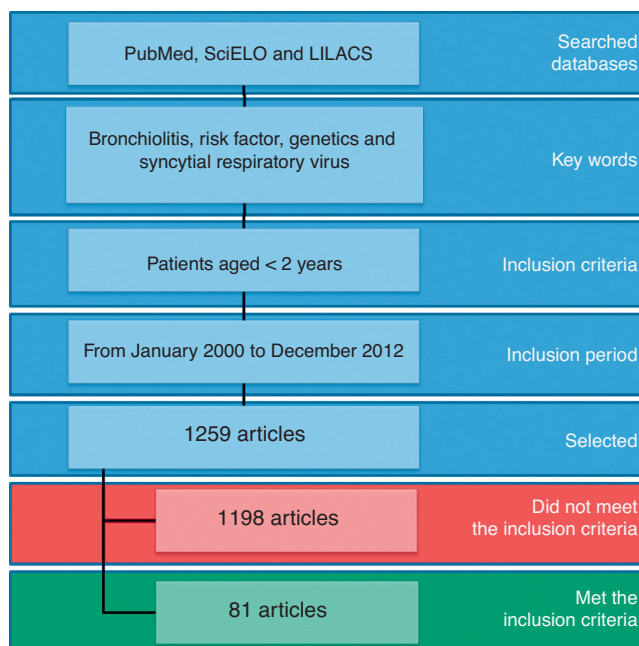 PubMed, SciELO and LILACS
Searched
databases
Bronchiolitis, risk factor, genetics and
syncytial respiratory virus
Key words
Patients aged < 2 years
Inclusion criteria
From January 2000 to December 2012
Inclusion period
1259 articles
Selected
1198 articles
Did not meet
the inclusion criteria
81 articles
Met the
inclusion criteria